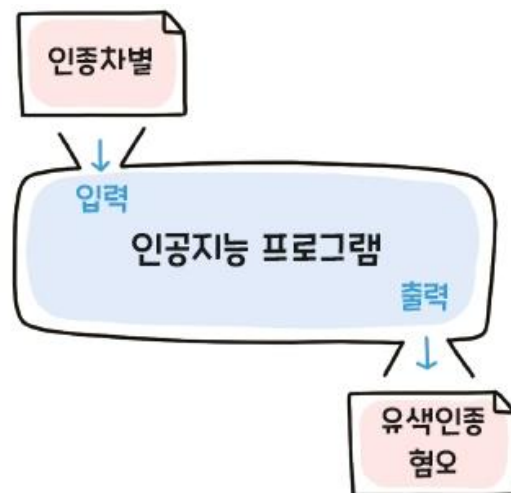 인종차별
입력
인공지능 프로그램
출력
유색인종
혐오